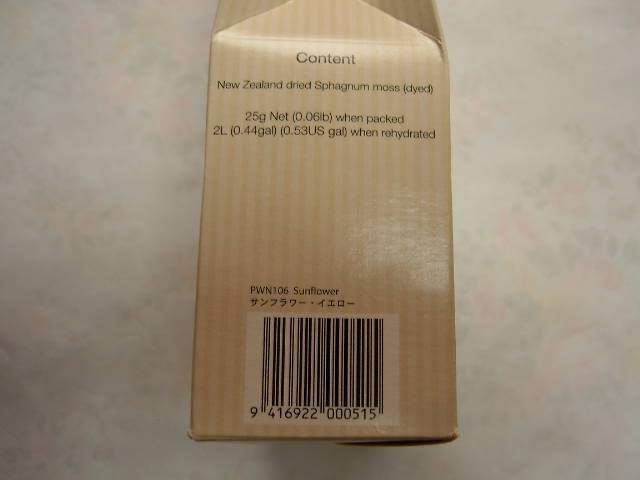 Content
New Zealand dried Sphagnum moss (dyed)
25g Net (0.06lb) when packed
2L (0.44gal) (0.53US gal) when rehydrated
PWN106 Sunflower
サンフラワー・イエロー
9 416922 000515